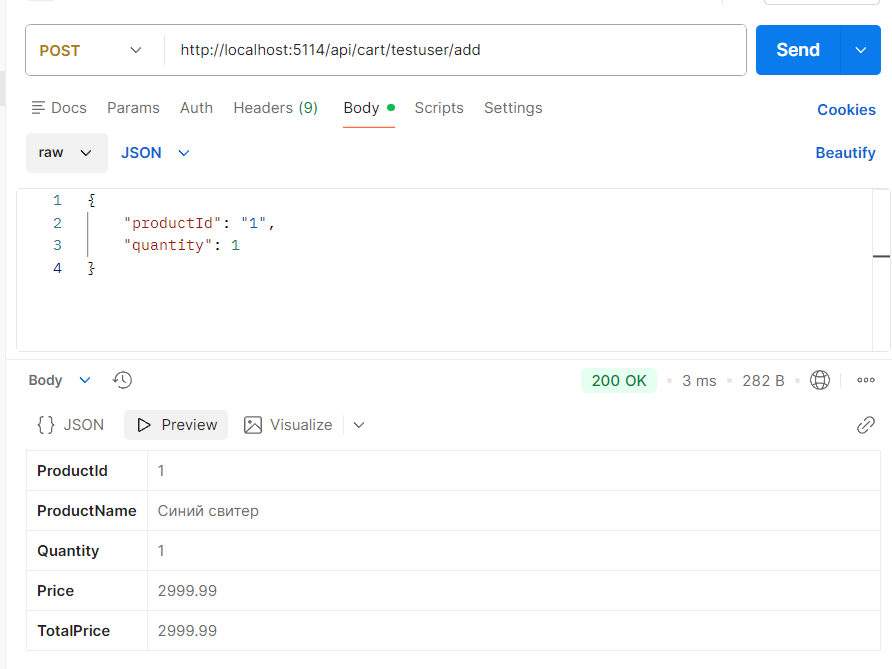 POST http://localhost:5114/api/cart/testuser/add Send
Docs Params Auth Headers (9) Body Scripts Settings Cookies
raw JSON Beautify
1 {
2 "productId": "1",
3 "quantity": 1
4 }
Body 200 OK 3 ms 282 B
{} JSON Preview Visualize
ProductId 1
ProductName Синий свитер
Quantity 1
Price 2999.99
TotalPrice 2999.99